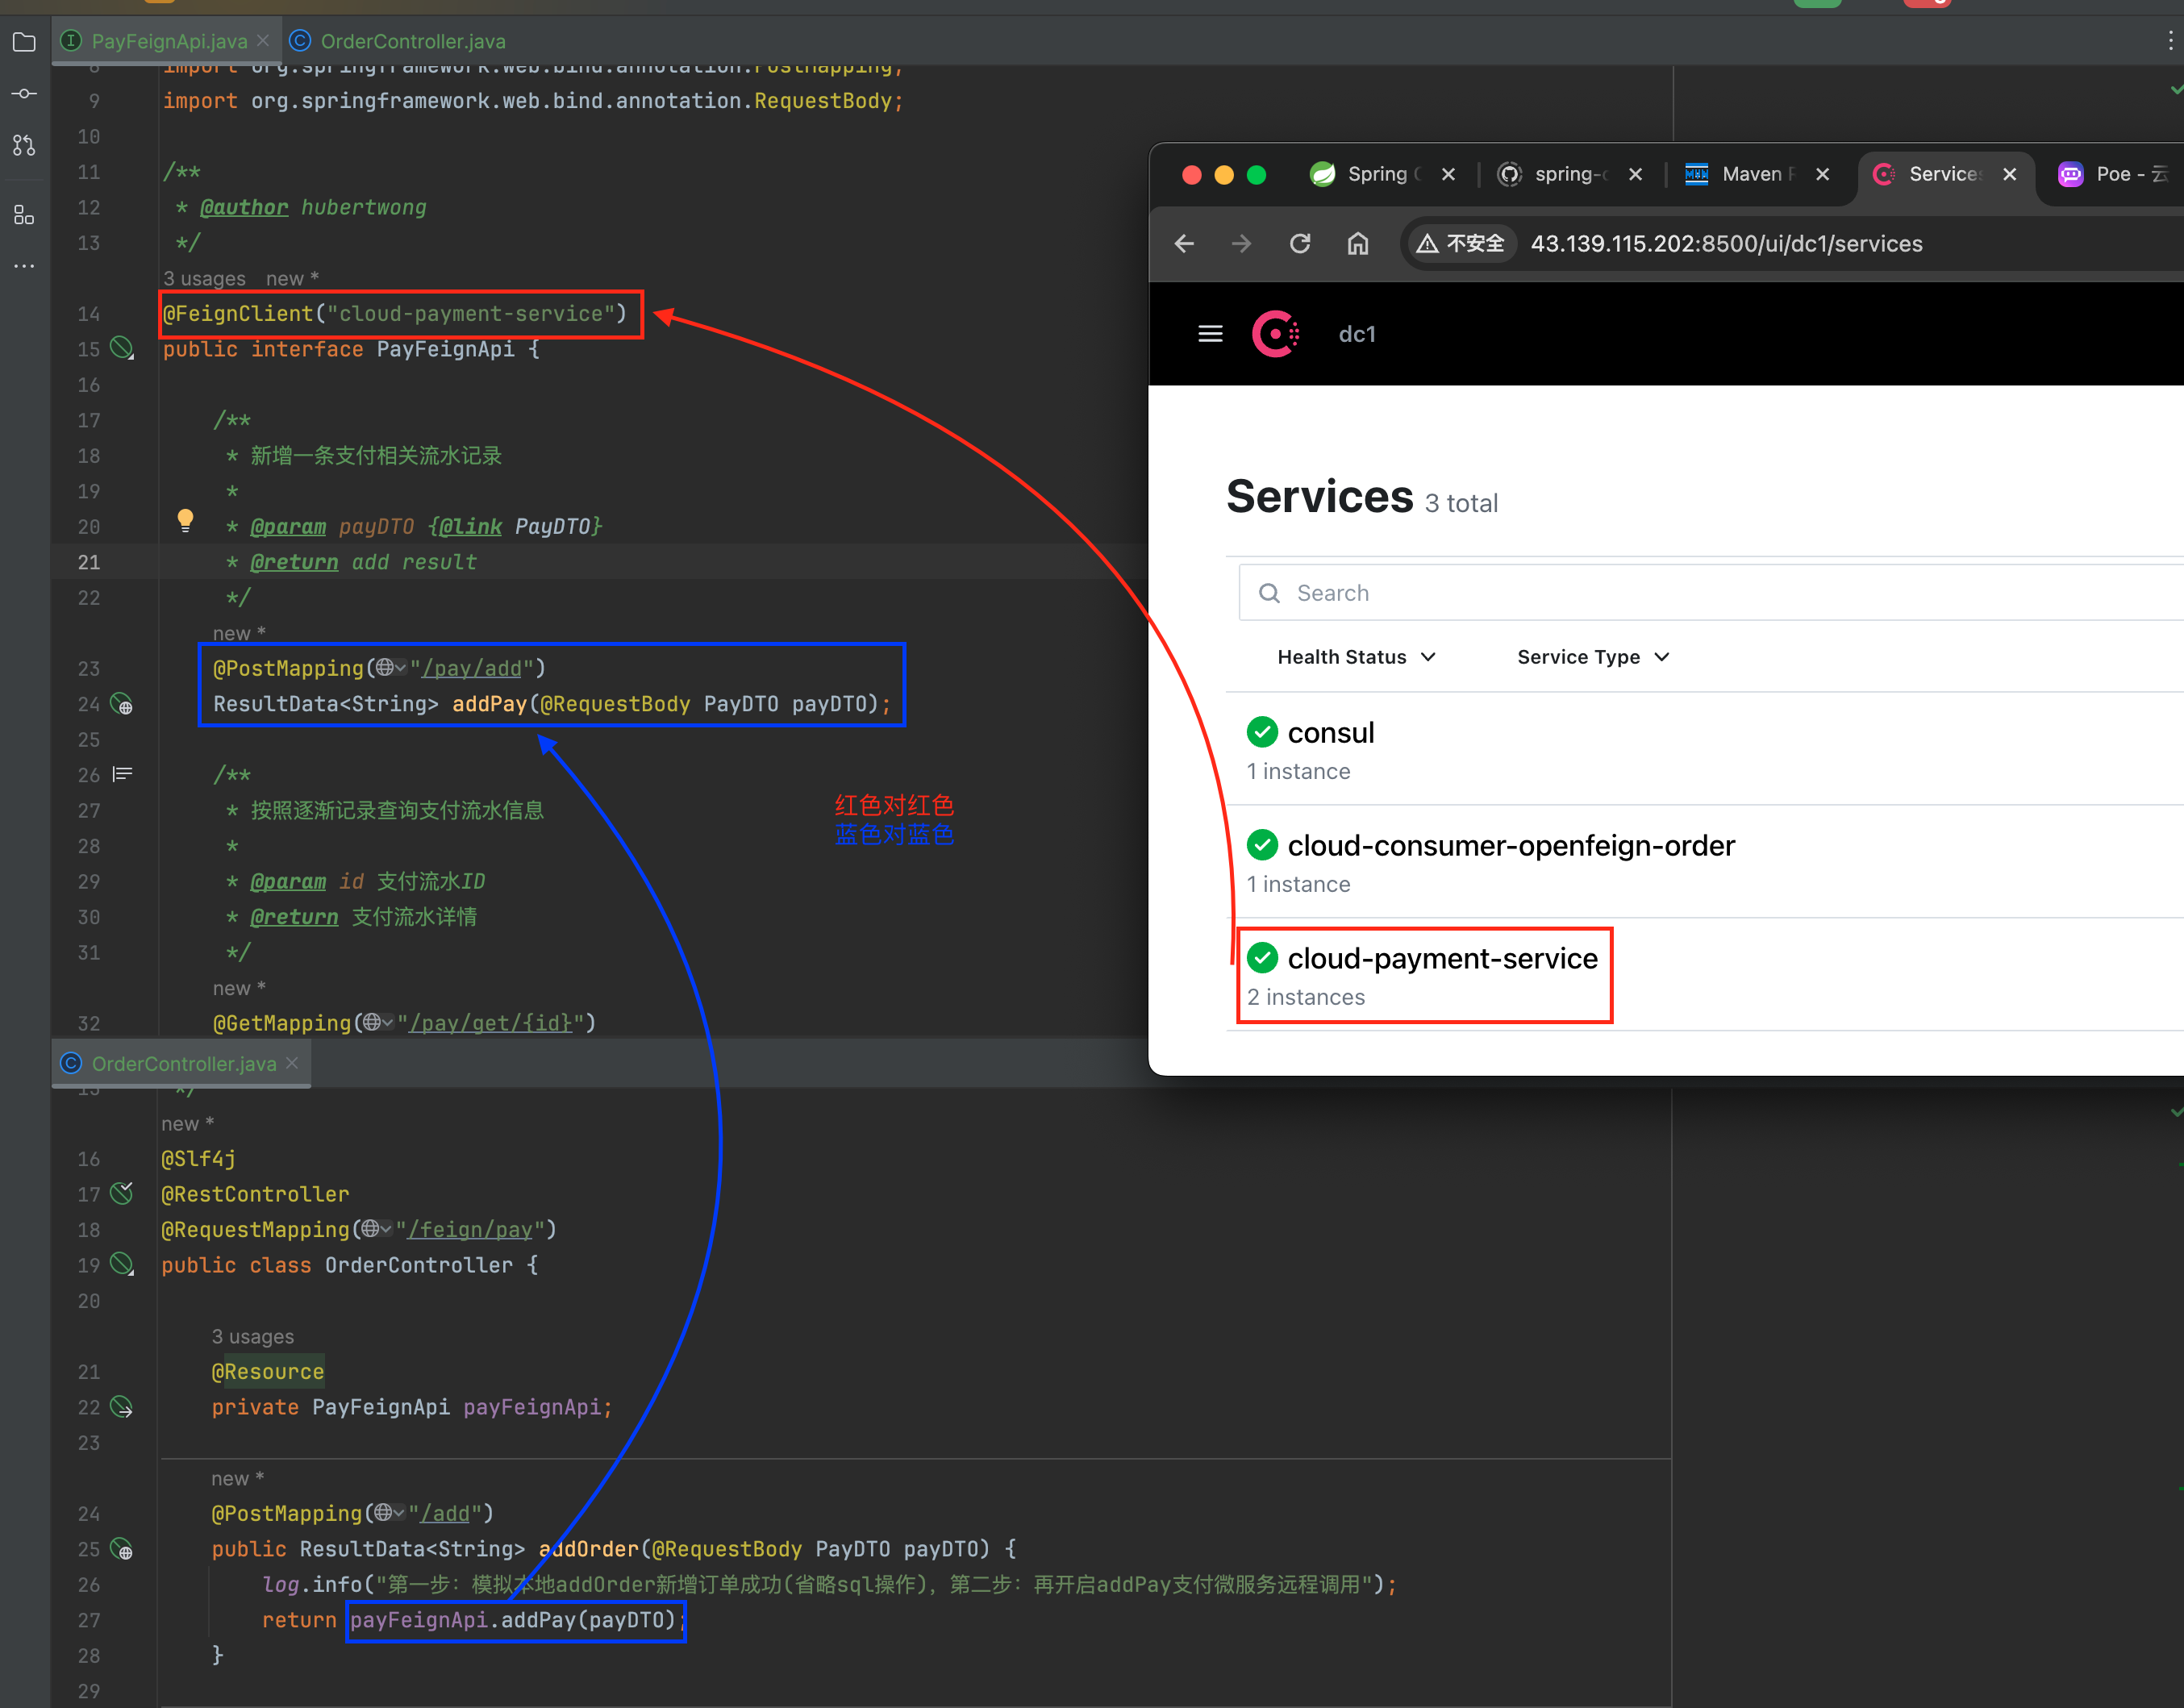 PayFeignApi.java
OrderController.java
8 import org.springframework.web.bind.annotation.PostMapping;
9 import org.springframework.web.bind.annotation.RequestBody;
10
11 /**
12 * @author hubertwong
13 */
3 usages new *
14 @FeignClient("cloud-payment-service")
15 public interface PayFeignApi {
16
17 /**
18 * 新增一条支付相关流水记录
19 *
20 * @param payDTO {@link PayDTO}
21 * @return add result
22 */
new *
23 @PostMapping("/pay/add")
24 ResultData<String> addPay(@RequestBody PayDTO payDTO);
25
26 /**
27 * 按照逐渐记录查询支付流水信息
28 *
29 * @param id 支付流水ID
30 * @return 支付流水详情
31 */
new *
32 @GetMapping("/pay/get/{id}")
红色对红色
蓝色对蓝色
Spring
spring-
Maven
Services
Poe - 云
不安全 43.139.115.202:8500/ui/dc1/services
dc1
Services 3 total
Search
Health Status
Service Type
consul
1 instance
cloud-consumer-openfeign-order
1 instance
cloud-payment-service
2 instances
OrderController.java
15 */
new *
16 @Slf4j
17 @RestController
18 @RequestMapping("/feign/pay")
19 public class OrderController {
20
3 usages
21 @Resource
22 private PayFeignApi payFeignApi;
23
new *
24 @PostMapping("/add")
25 public ResultData<String> addOrder(@RequestBody PayDTO payDTO) {
26 log.info("第一步：模拟本地addOrder新增订单成功(省略sql操作)，第二步：再开启addPay支付微服务远程调用");
27 return payFeignApi.addPay(payDTO);
28 }
29